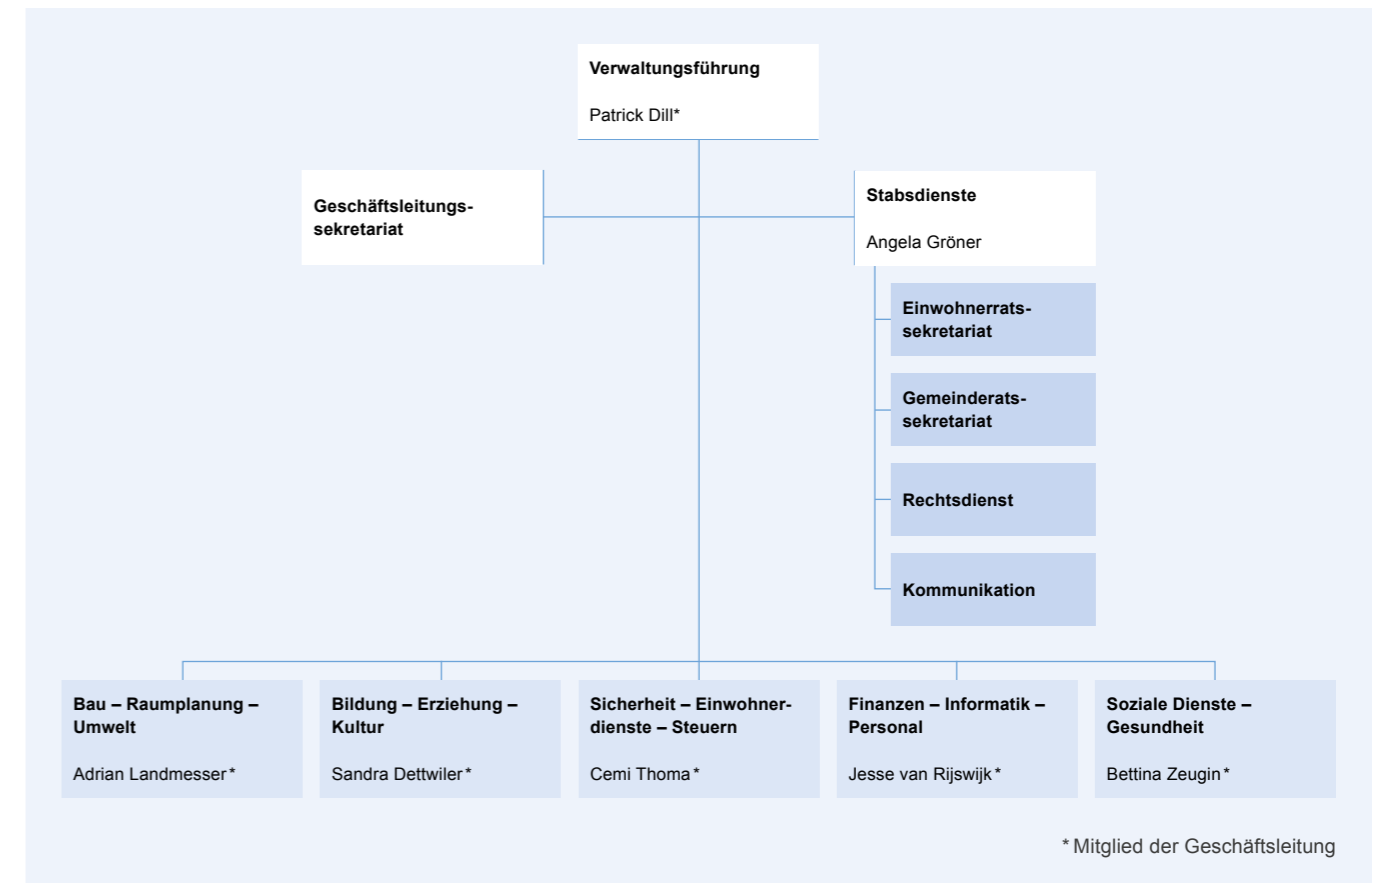 Verwaltungsführung
Patrick Dill*
Geschäftsleitungs-
sekretariat
Stabsdienste
Angela Gröner
Einwohnerrats-
sekretariat
Gemeinderats-
sekretariat
Rechtsdienst
Kommunikation
Bau – Raumplanung –
Umwelt
Adrian Landmesser*
Bildung – Erziehung –
Kultur
Sandra Dettwiler*
Sicherheit – Einwohner-
dienste – Steuern
Cemi Thoma*
Finanzen – Informatik –
Personal
Jesse van Rijswijk*
Soziale Dienste –
Gesundheit
Bettina Zeugin*
* Mitglied der Geschäftsleitung